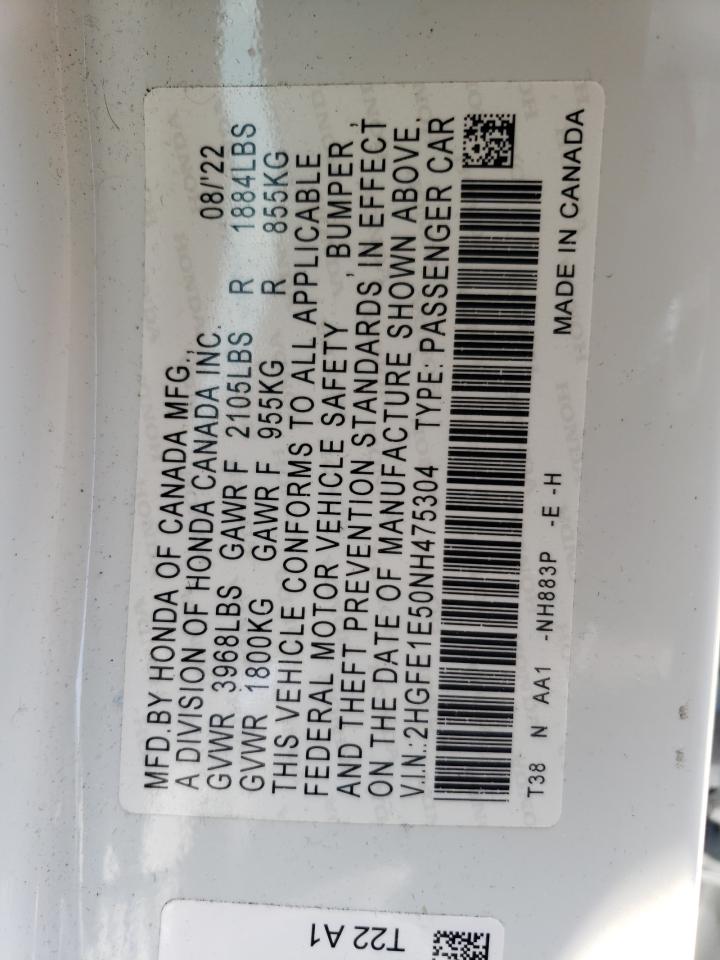 MFD.BY HONDA OF CANADA MFG.,
A DIVISION OF HONDA CANADA INC. 08/'22
GVWR 3968LBS GAWR F 2105LBS R 1884LBS
GVWR 1800KG GAWR F 955KG R 855KG
THIS VEHICLE CONFORMS TO ALL APPLICABLE
FEDERAL MOTOR VEHICLE SAFETY , BUMPER ,
AND THEFT PREVENTION STANDARDS IN EFFECT
ON THE DATE OF MANUFACTURE SHOWN ABOVE.
V.I.N.:2HGFE1E50NH475304 TYPE: PASSENGER CAR
T38 N AA1 -NH883P -E -H
MADE IN CANADA
T22 A1